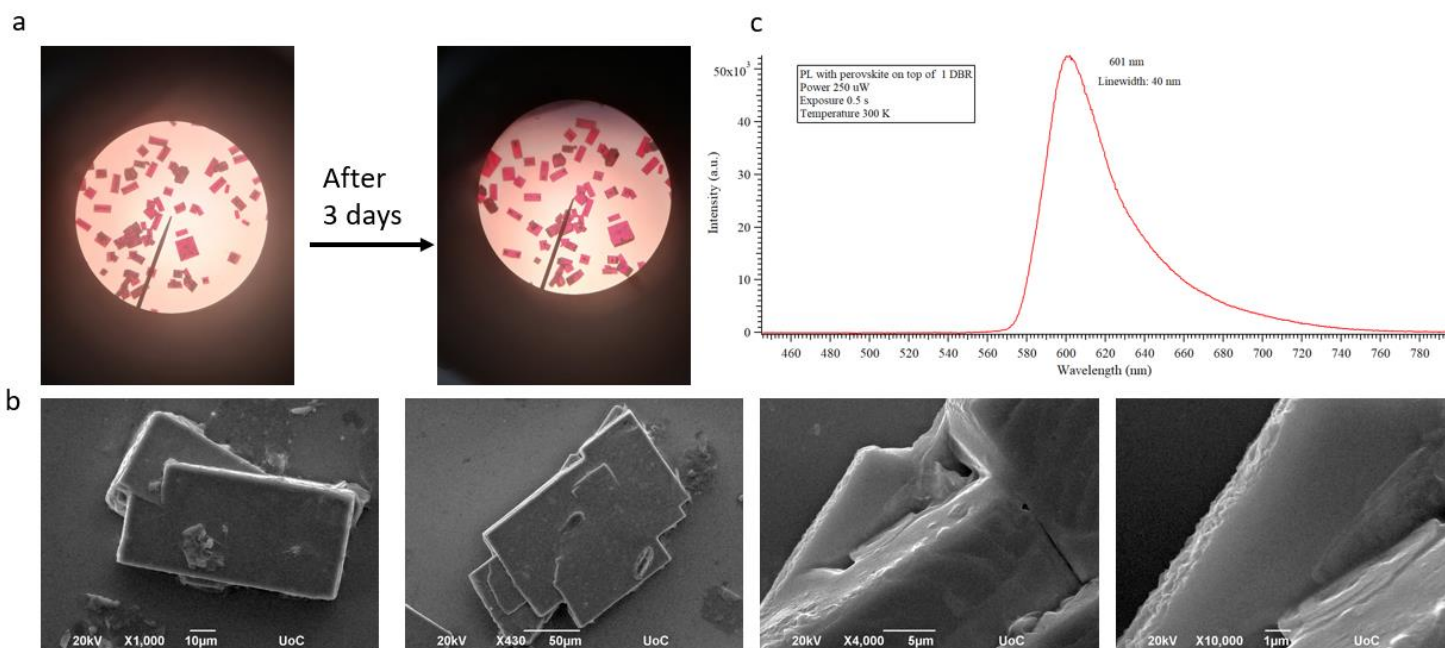 a
After
3 days
c
50x10³
40
30
20
10
0
Intensity (a.u.)
PL with perovskite on top of 1 DBR
Power 250 uW
Exposure 0.5 s
Temperature 300 K
601 nm
Linewidth: 40 nm
460 480 500 520 540 560 580 600 620 640 660 680 700 720 740 760 780
Wavelength (nm)
b
20kV X1,000 10µm UoC
20kV X430 50µm UoC
20kV X4,000 5µm UoC
20kV X10,000 1µm UoC